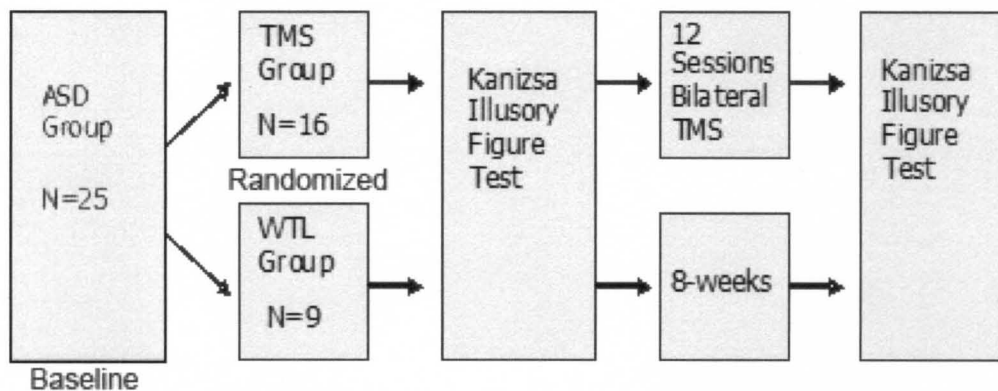 ASD
Group
N=25
Baseline
TMS
Group
N=16
Randomized
WTL
Group
N=9
Kanizsa
Illusory
Figure
Test
12
Sessions
Bilateral
TMS
8-weeks
Kanizsa
Illusory
Figure
Test